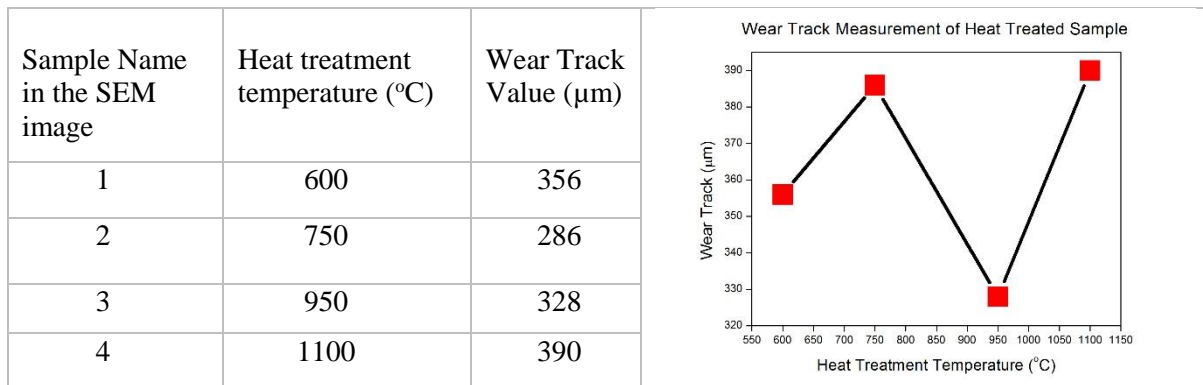 Sample Name in the SEM image
Heat treatment temperature (°C)
Wear Track Value (µm)
1 600 356
2 750 286
3 950 328
4 1100 390
Wear Track Measurement of Heat Treated Sample
390
380
370
360
350
340
330
320
Wear Track (µm)
550 600 650 700 750 800 850 900 950 1000 1050 1100 1150
Heat Treatment Temperature (°C)